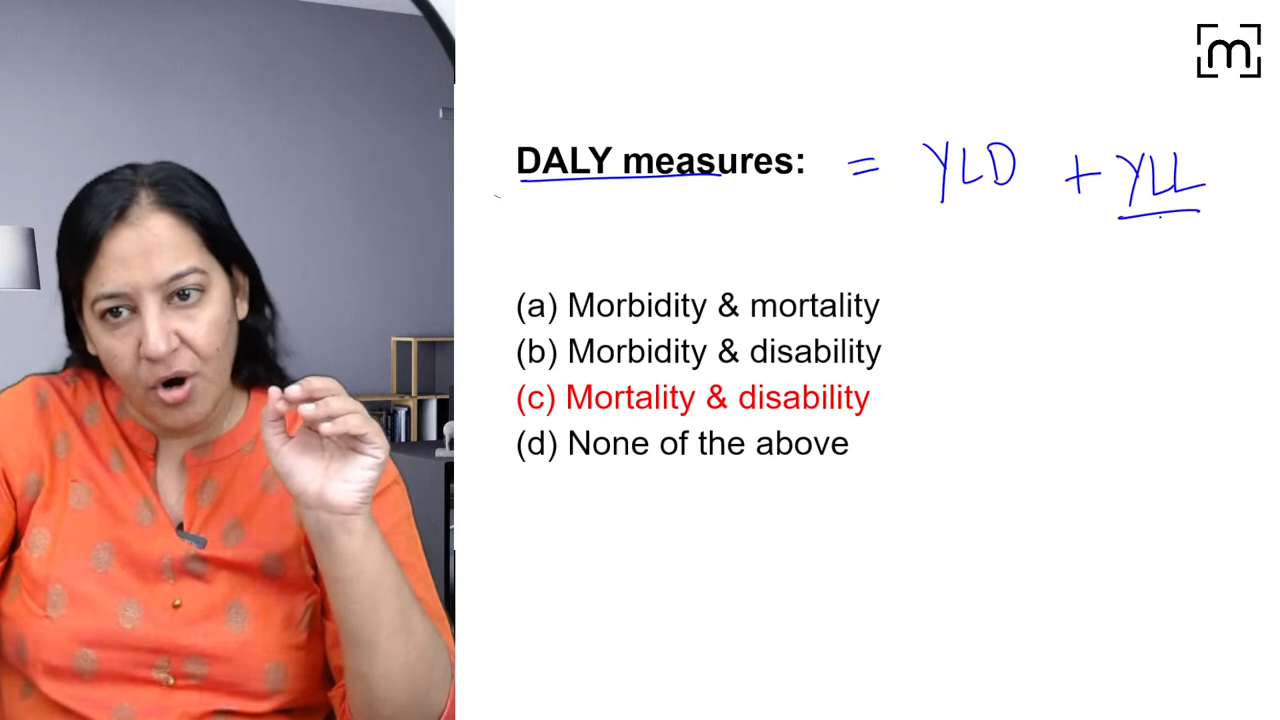 m
DALY measures: = YLD + YLL
(a) Morbidity & mortality
(b) Morbidity & disability
(c) Mortality & disability
(d) None of the above